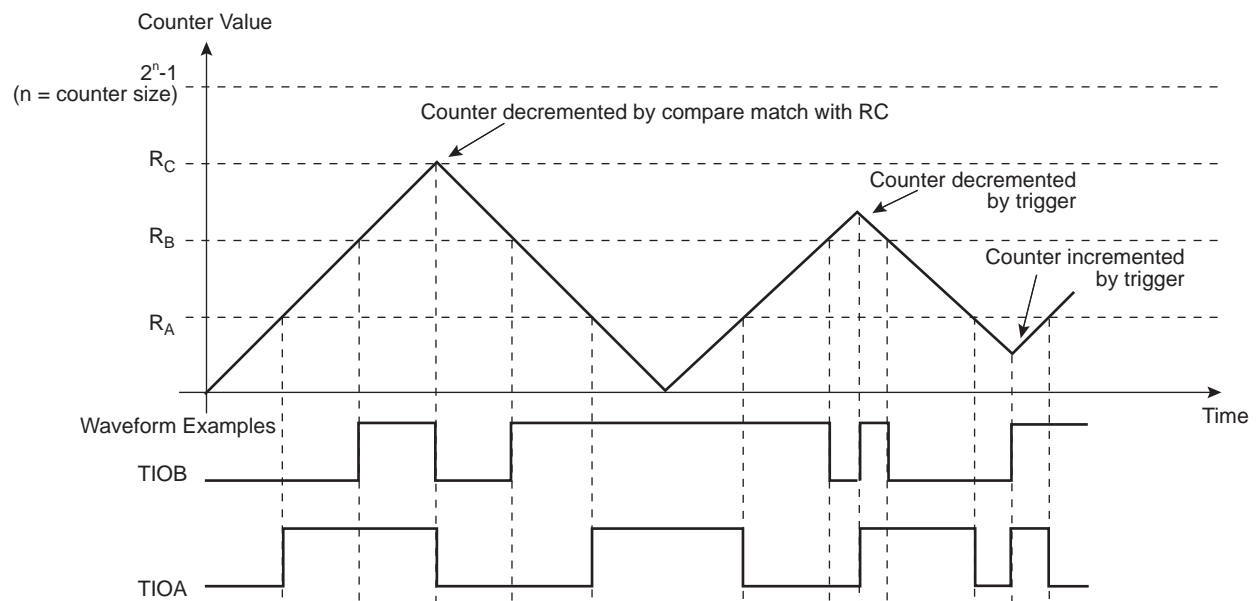 Counter Value
2ⁿ-1
(n = counter size)
Counter decremented by compare match with RC
R_C
Counter decremented
by trigger
R_B
Counter incremented
by trigger
R_A
Time
Waveform Examples
TIOB
TIOA